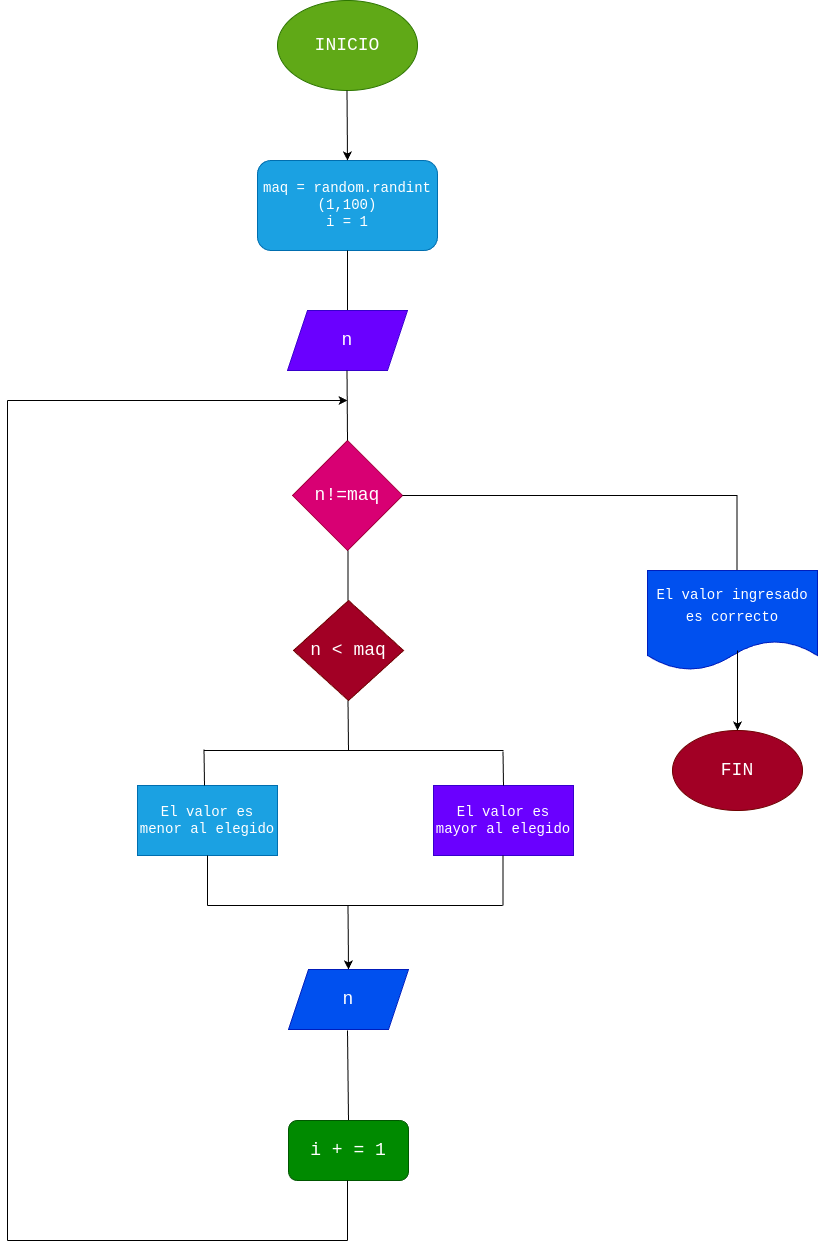 INICIO
maq = random.randint
(1,100)
i = 1
n
n!=maq
n < maq
El valor ingresado
es correcto
FIN
El valor es
menor al elegido
El valor es
mayor al elegido
n
i + = 1